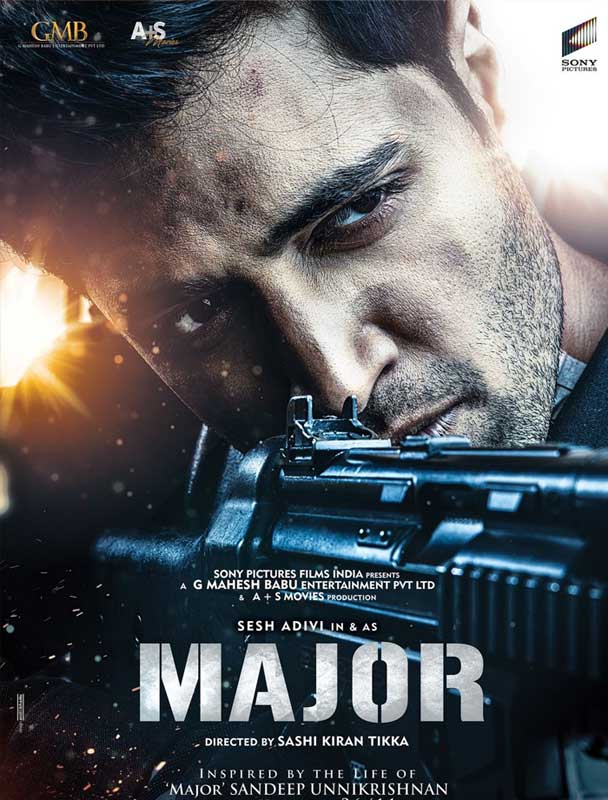 GMB
G MAHESH BABU ENTERTAINMENT PVT LTD
A+S
Movies
SONY
PICTURES
SONY PICTURES FILMS INDIA PRESENTS
A G MAHESH BABU ENTERTAINMENT PVT LTD
& A + S MOVIES PRODUCTION
SESH ADIVI IN & AS
MAJOR
DIRECTED BY SASHI KIRAN TIKKA
INSPIRED BY THE LIFE OF
'MAJOR' SANDEEP UNNIKRISHNAN